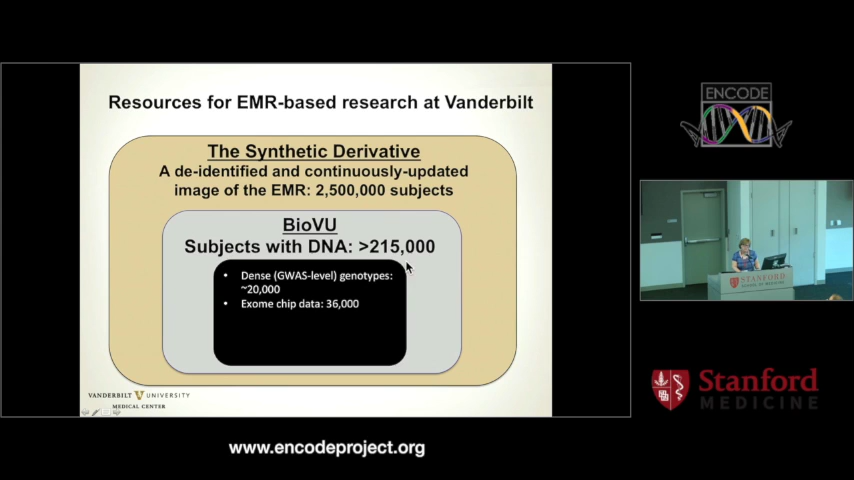 Resources for EMR-based research at Vanderbilt
The Synthetic Derivative
A de-identified and continuously-updated
image of the EMR: 2,500,000 subjects
BioVU
Subjects with DNA: >215,000
• Dense (GWAS-level) genotypes:
~20,000
• Exome chip data: 36,000
VANDERBILT V UNIVERSITY
MEDICAL CENTER
ENCODE
STANFORD
Stanford
MEDICINE
www.encodeproject.org